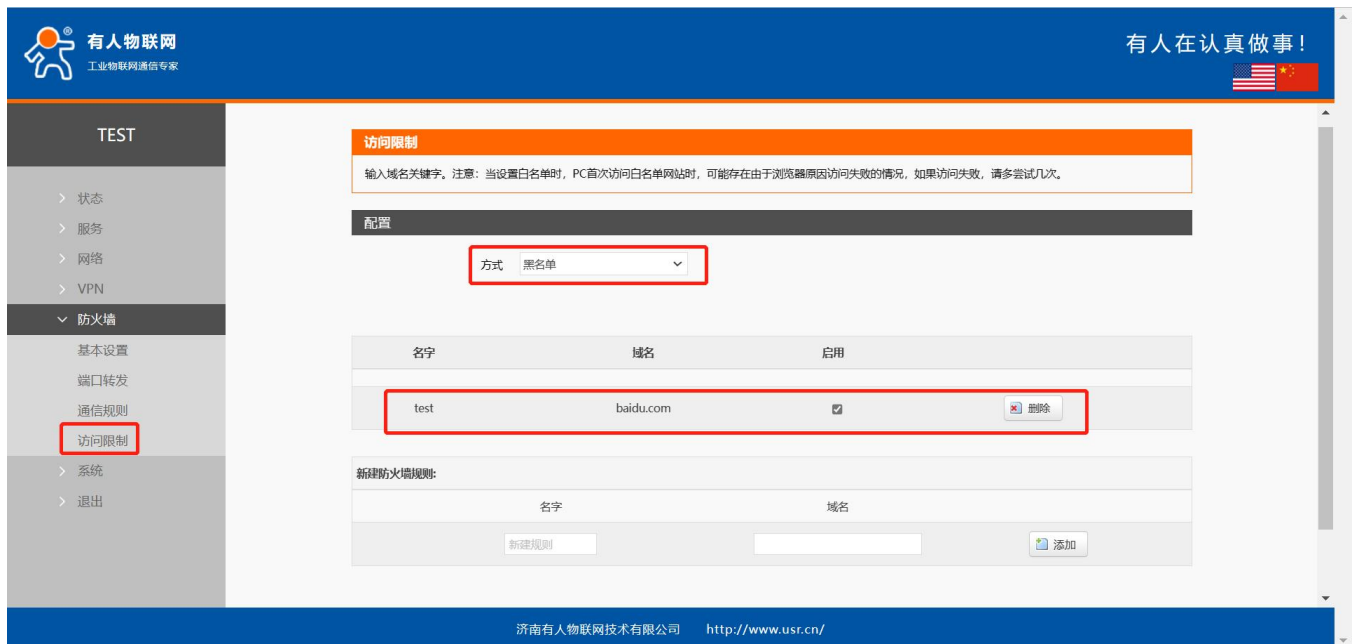 有人物联网
工业物联网通信专家
有人在认真做事!
TEST
状态
服务
网络
VPN
防火墙
基本设置
端口转发
通信规则
访问限制
系统
退出
访问限制
输入域名关键字。注意:当设置白名单时,PC首次访问白名单网站时,可能存在由于浏览器原因访问失败的情况,如果访问失败,请多尝试几次。
配置
方式 黑名单
名字 域名 启用
test baidu.com 删除
新建防火墙规则:
名字 域名
新建规则 添加
济南有人物联网技术有限公司 http://www.usr.cn/